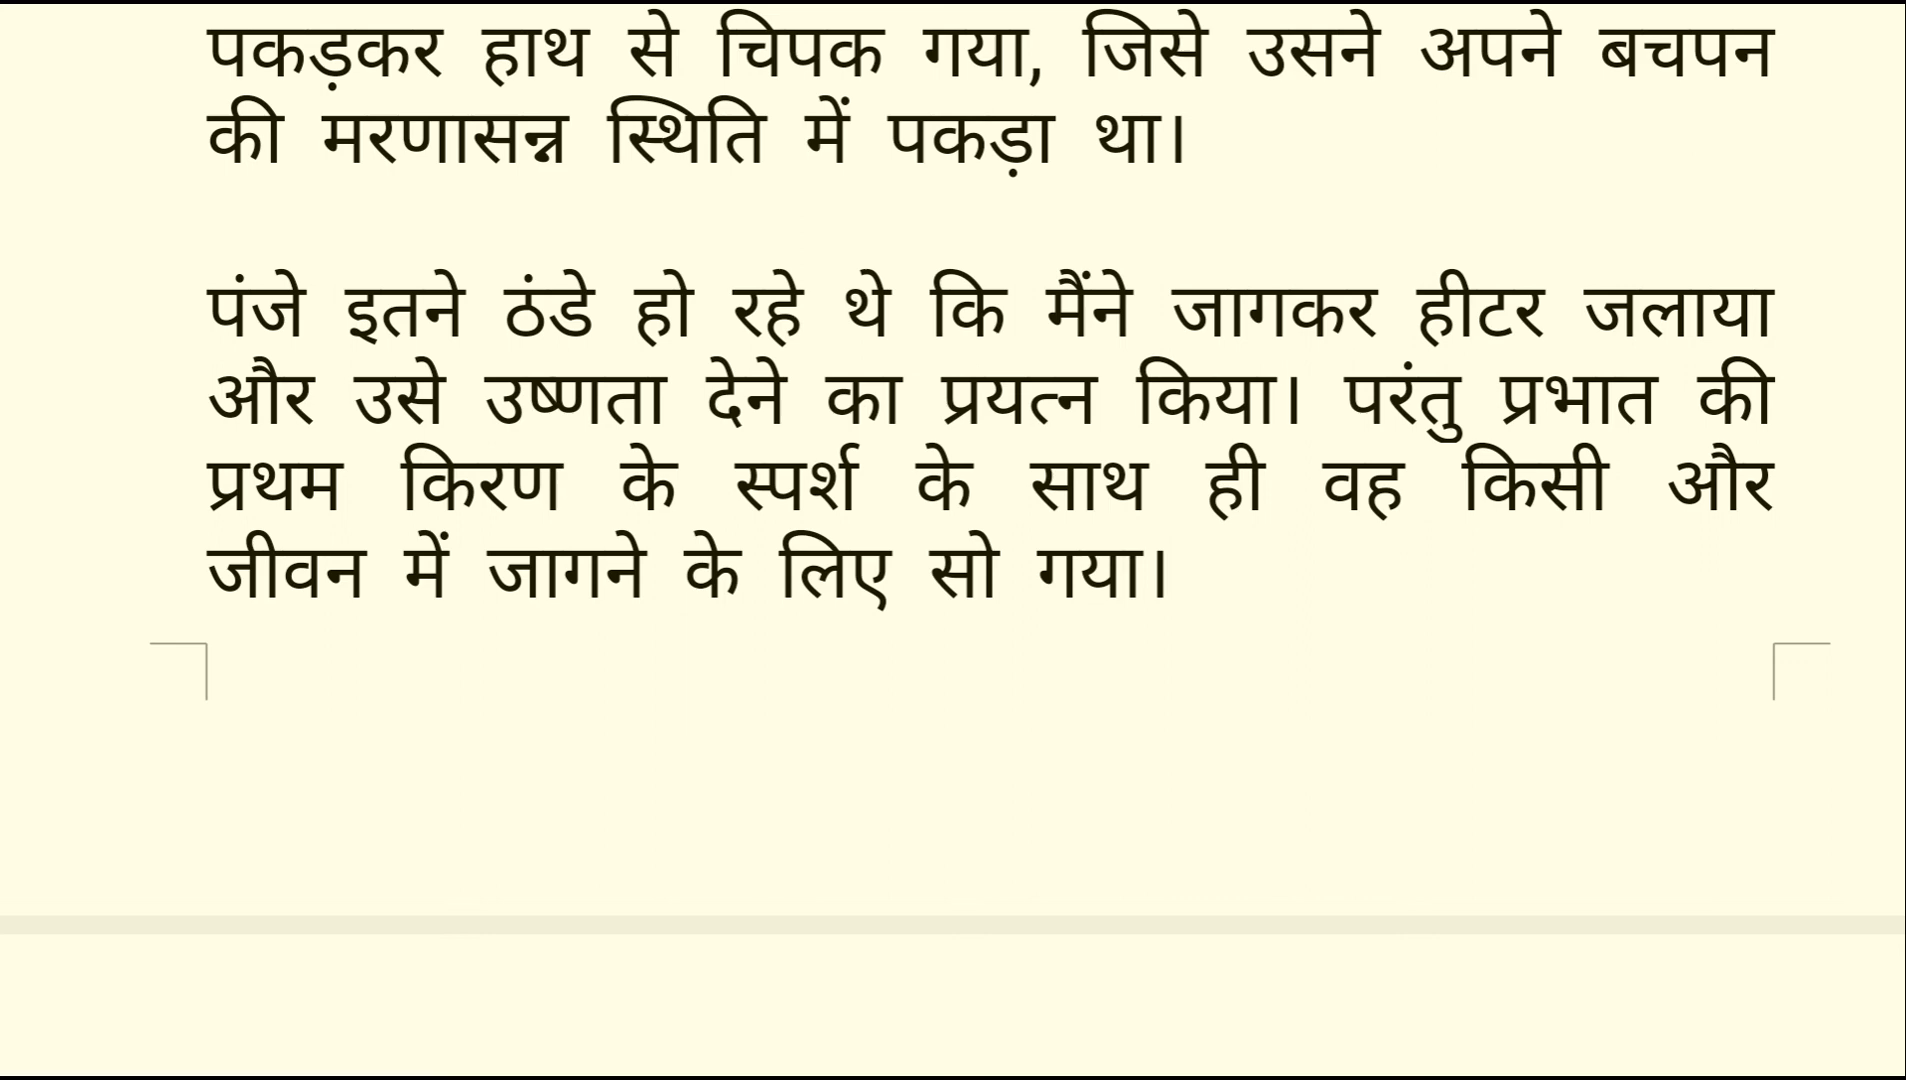 पकड़कर हाथ से चिपक गया, जिसे उसने अपने बचपन
की मरणासन्न स्थिति में पकड़ा था।
पंजे इतने ठंडे हो रहे थे कि मैंने जागकर हीटर जलाया
और उसे उष्णता देने का प्रयत्न किया। परंतु प्रभात की
प्रथम किरण के स्पर्श के साथ ही वह किसी और
जीवन में जागने के लिए सो गया।